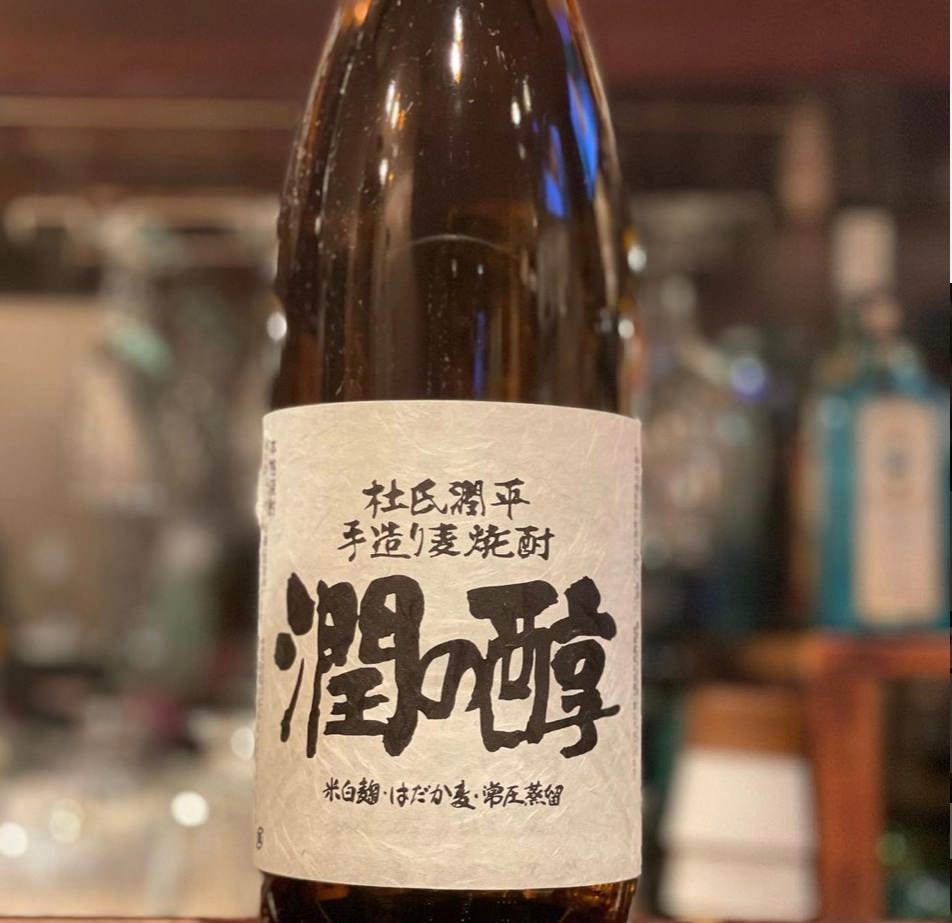 杜氏潤平
手造り麦焼酎
潤の醇
米白麹・はだか麦・常圧蒸留